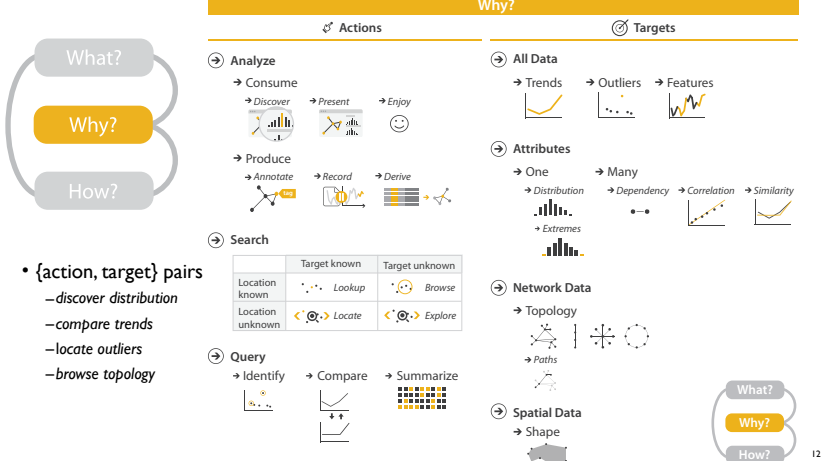 What?
Why?
How?
• {action, target} pairs
–discover distribution
–compare trends
–locate outliers
–browse topology
Why?
Actions
Analyze
Consume
Discover
Present
Enjoy
Produce
Annotate
Record
Derive
tag
Search
Target known
Target unknown
Location known
Lookup
Browse
Location unknown
Locate
Explore
Query
Identify
Compare
Summarize
Targets
All Data
Trends
Outliers
Features
Attributes
One
Many
Distribution
Dependency
Correlation
Similarity
Extremes
Network Data
Topology
Paths
Spatial Data
Shape
What?
Why?
How?
12